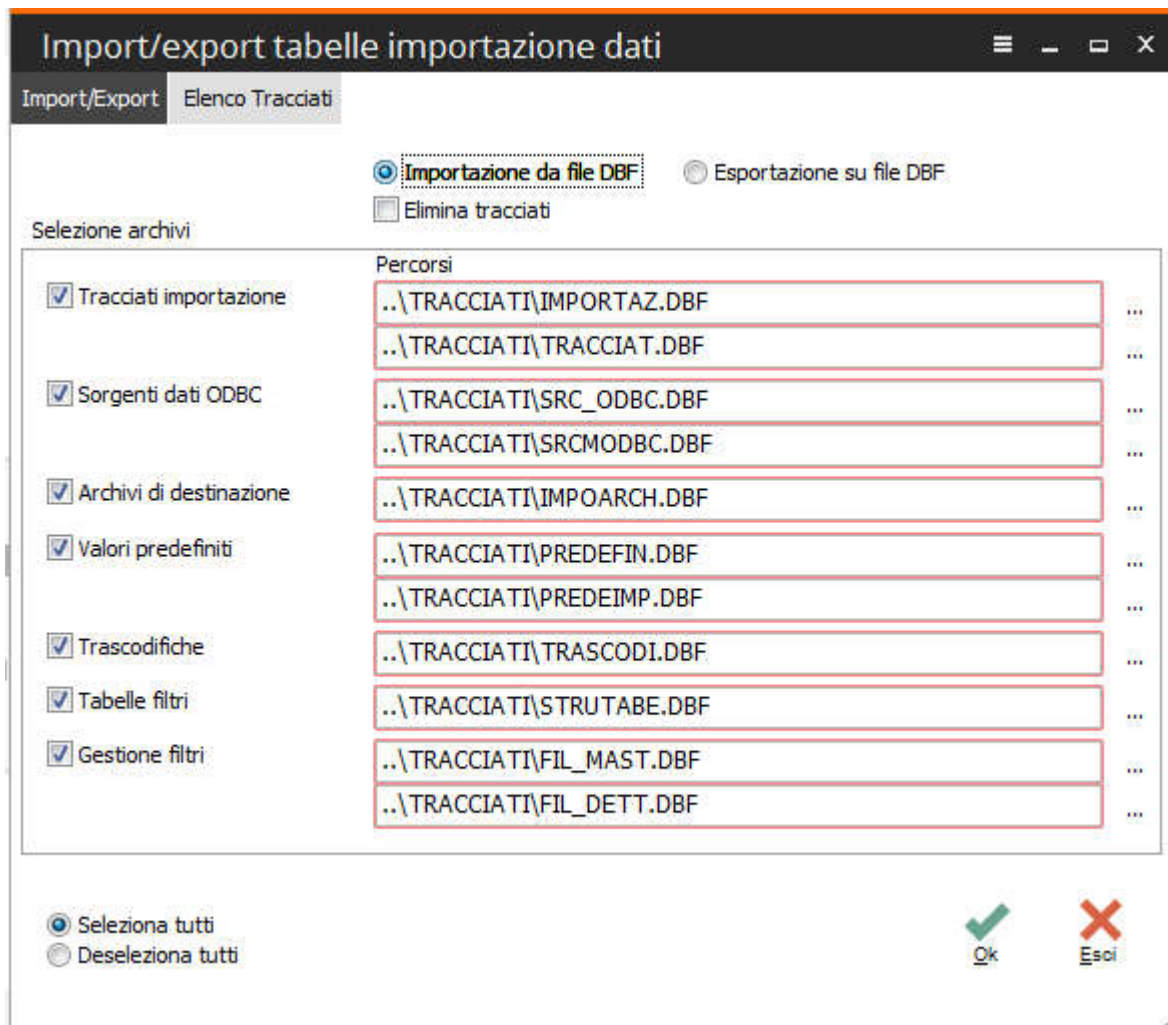 Import/export tabelle importazione dati
Import/Export Elenco Tracciati
Importazione da file DBF Esportazione su file DBF
Elimina tracciati
Selezione archivi
Percorsi
Tracciati importazione ..\TRACCIATI\IMPORTAZ.DBF ...
..\TRACCIATI\TRACCIAT.DBF ...
Sorgenti dati ODBC ..\TRACCIATI\SRC_ODBC.DBF ...
..\TRACCIATI\SRCMODBC.DBF ...
Archivi di destinazione ..\TRACCIATI\IMPOARCH.DBF ...
Valori predefiniti ..\TRACCIATI\PREDEFIN.DBF ...
..\TRACCIATI\PREDEIMP.DBF ...
Trascodifiche ..\TRACCIATI\TRASCODI.DBF ...
Tabelle filtri ..\TRACCIATI\STRUTABE.DBF ...
Gestione filtri ..\TRACCIATI\FIL_MAST.DBF ...
..\TRACCIATI\FIL_DETT.DBF ...
Seleziona tutti
Deseleziona tutti
Ok Esci